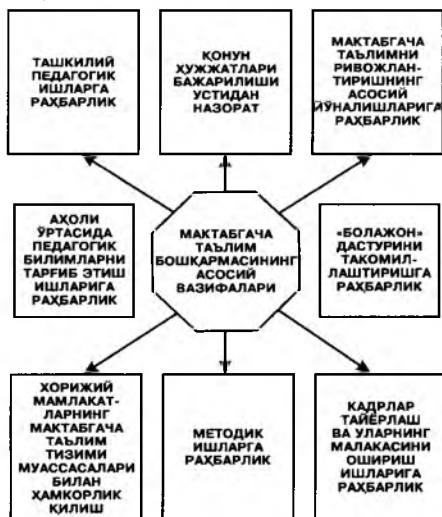 ТАШКИЛИЙ
ПЕДАГОГИК
ИШЛАРГА
РАҲБАРЛИК
ҚОНУН
ҲУЖЖАТЛАРИ
БАЖАРИЛИШИ
УСТИДАН
НАЗОРАТ
МАКТАБГАЧА
ТАЪЛИМНИ
РИВОЖЛАН-
ТИРИШНИНГ
АСОСИЙ
ЙЎНАЛИШЛАРИГА
РАҲБАРЛИК
АҲОЛИ
ЎРТАСИДА
ПЕДАГОГИК
БИЛИМЛАРНИ
ТАРҒИБ ЭТИШ
ИШЛАРИГА
РАҲБАРЛИК
МАКТАБГАЧА
ТАЪЛИМ
БОШҚАРМАСИНИНГ
АСОСИЙ
ВАЗИФАЛАРИ
«БОЛАЖОН»
ДАСТУРИНИ
ТАКОМИЛ-
ЛАШТИРИШГА
РАҲБАРЛИК
ХОРИЖИЙ
МАМЛАКАТ-
ЛАРНИНГ
МАКТАБГАЧА
ТАЪЛИМ
ТИЗИМИ
МУАССАСАЛАРИ
БИЛАН
ҲАМКОРЛИК
ҚИЛИШ
МЕТОДИК
ИШЛАРГА
РАҲБАРЛИК
КАДРЛАР
ТАЙЁРЛАШ
ВА УЛАРНИНГ
МАЛАКАСИНИ
ОШИРИШ
ИШЛАРИГА
РАҲБАРЛИК